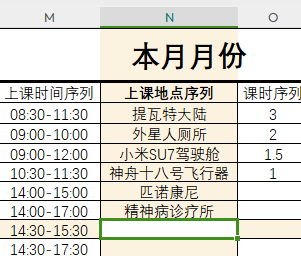 M N O
本月月份
上课时间序列 上课地点序列 课时序列
08:30-11:30 提瓦特大陆 3
09:00-10:00 外星人厕所 2
09:00-12:00 小米SU7驾驶舱 1.5
10:30-11:30 神舟十八号飞行器 1
14:00-15:00 匹诺康尼
14:00-17:00 精神病诊疗所
14:30-15:30
14:30-17:30